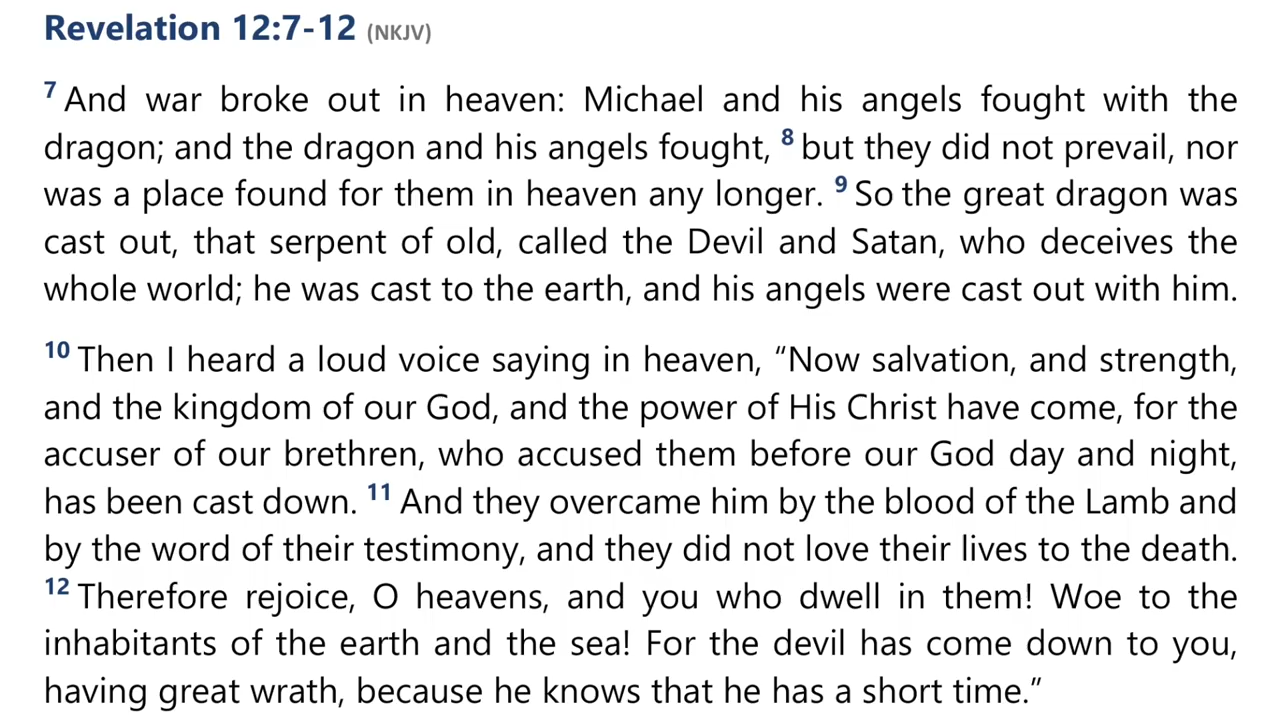 Revelation 12:7-12 (NKJV)
7 And war broke out in heaven: Michael and his angels fought with the
dragon; and the dragon and his angels fought, 8 but they did not prevail, nor
was a place found for them in heaven any longer. 9 So the great dragon was
cast out, that serpent of old, called the Devil and Satan, who deceives the
whole world; he was cast to the earth, and his angels were cast out with him.
10 Then I heard a loud voice saying in heaven, “Now salvation, and strength,
and the kingdom of our God, and the power of His Christ have come, for the
accuser of our brethren, who accused them before our God day and night,
has been cast down. 11 And they overcame him by the blood of the Lamb and
by the word of their testimony, and they did not love their lives to the death.
12 Therefore rejoice, O heavens, and you who dwell in them! Woe to the
inhabitants of the earth and the sea! For the devil has come down to you,
having great wrath, because he knows that he has a short time.”